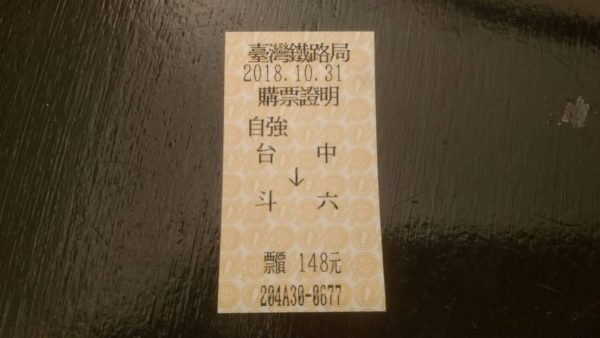 臺灣鐵路局
2018.10.31
購票證明
自強
台 中
↓
斗 六
票價 148元
204A30-0677